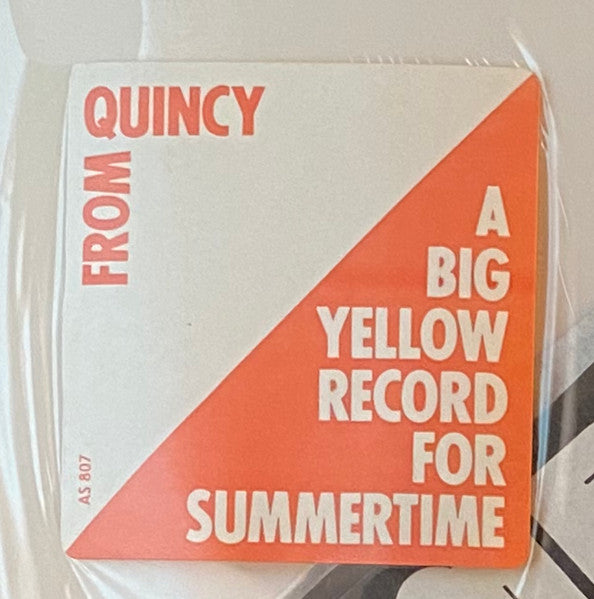 FROM QUINCY
A
BIG
YELLOW
RECORD
FOR
SUMMERTIME
AS 807